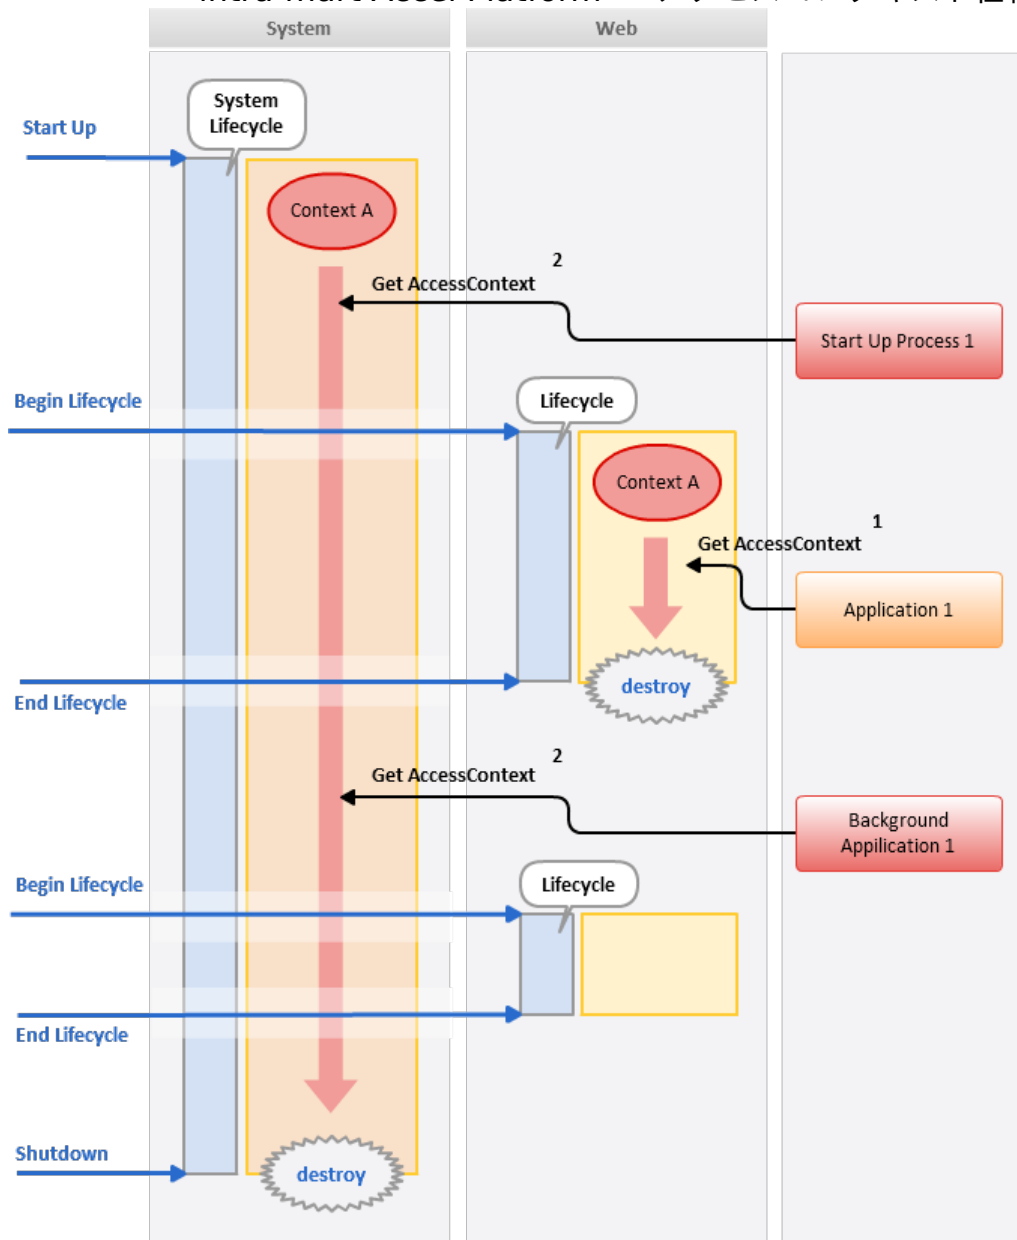 System
Web
System
Lifecycle
Start Up
Context A
2
Get AccessContext
Start Up Process 1
Begin Lifecycle
Lifecycle
Context A
1
Get AccessContext
Application 1
destroy
End Lifecycle
2
Get AccessContext
Background
Appilication 1
Begin Lifecycle
Lifecycle
End Lifecycle
Shutdown
destroy